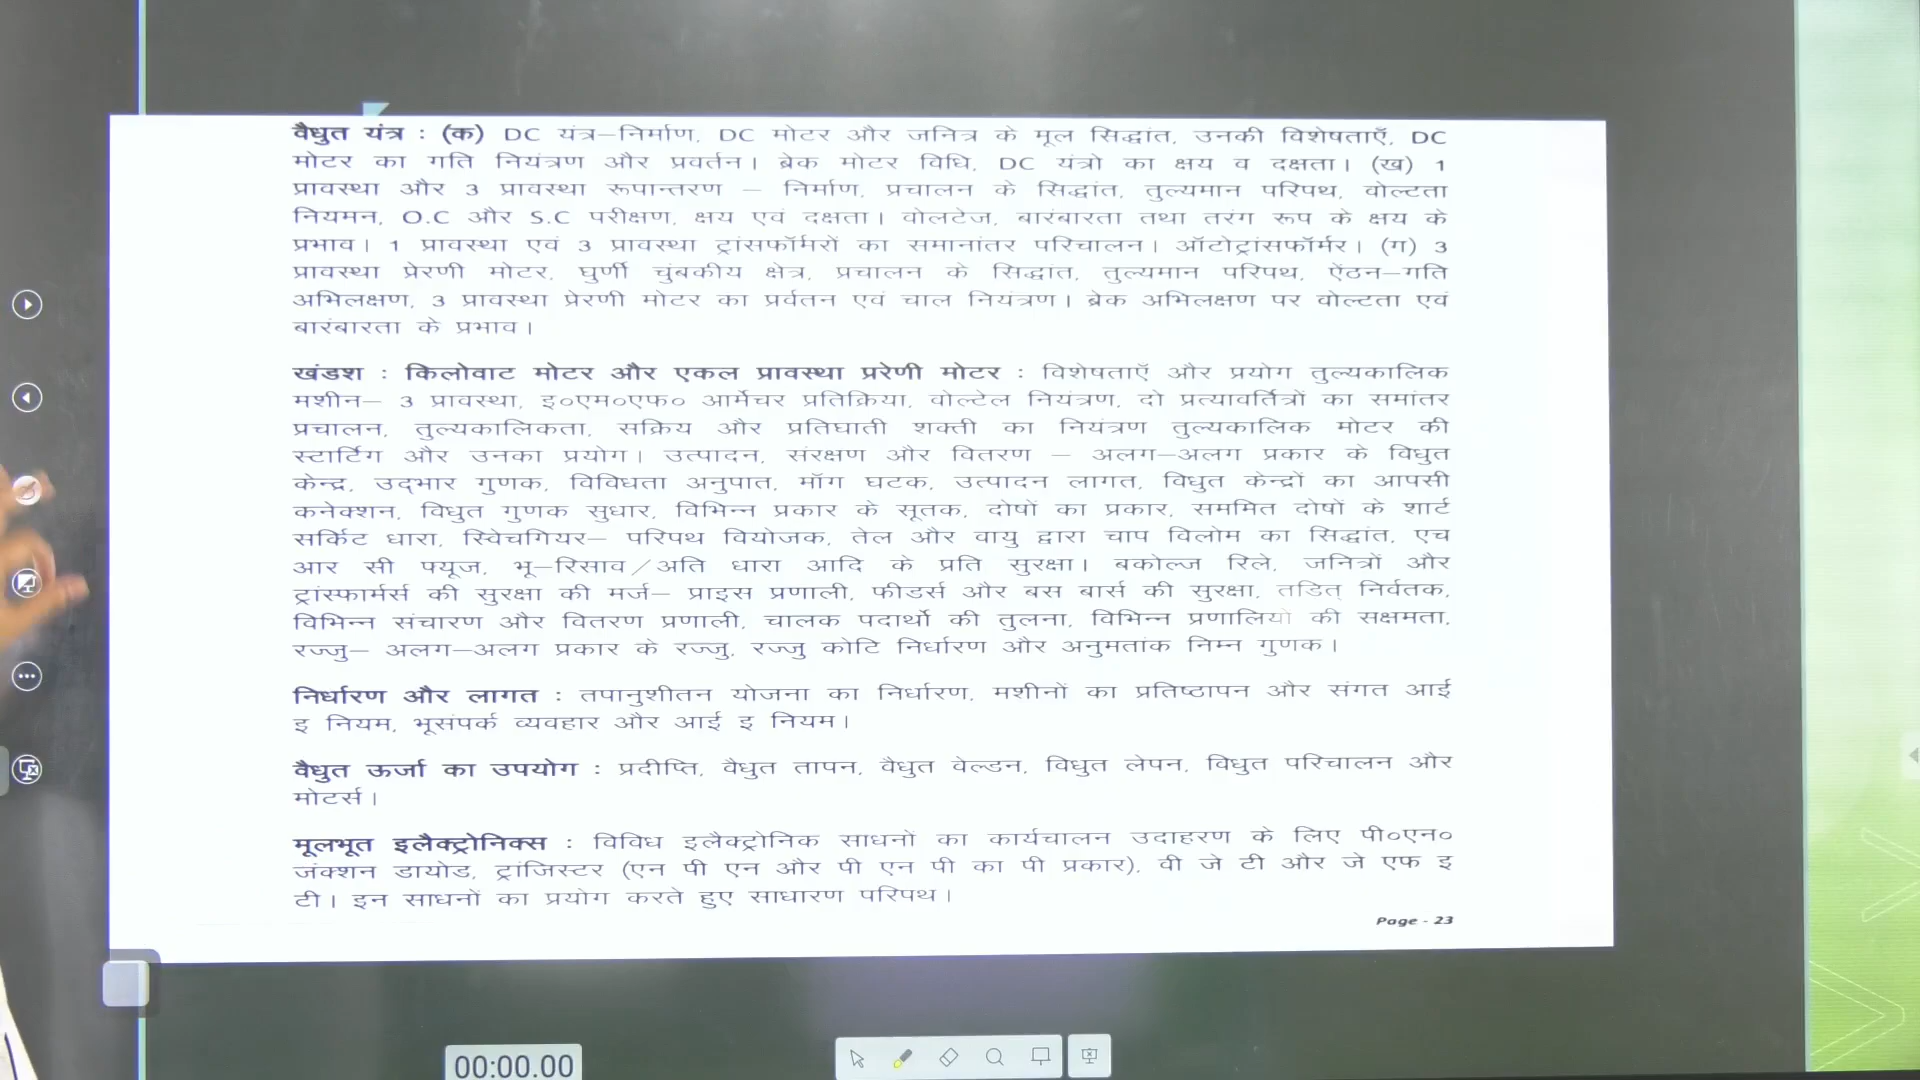 वैधुत यंत्र : (क) DC यंत्र–निर्माण, DC मोटर और जनित्र के मूल सिद्धांत, उनकी विशेषताएँ, DC
मोटर का गति नियंत्रण और प्रवर्तन। ब्रेक मोटर विधि, DC यंत्रो का क्षय व दक्षता। (ख) 1
प्रावस्था और 3 प्रावस्था रूपान्तरण – निर्माण, प्रचालन के सिद्धांत, तुल्यमान परिपथ, वोल्टता
नियमन, O.C और S.C परीक्षण, क्षय एवं दक्षता। वोलटेज, बारंबारता तथा तरंग रूप के क्षय के
प्रभाव। 1 प्रावस्था एवं 3 प्रावस्था ट्रांसफॉर्मरों का समानांतर परिचालन। ऑटोट्रांसफॉर्मर। (ग) 3
प्रावस्था प्रेरणी मोटर, घुर्णी चुंबकीय क्षेत्र, प्रचालन के सिद्धांत, तुल्यमान परिपथ, ऐंठन–गति
अभिलक्षण, 3 प्रावस्था प्रेरणी मोटर का प्रर्वतन एवं चाल नियंत्रण। ब्रेक अभिलक्षण पर वोल्टता एवं
बारंबारता के प्रभाव।
खंडश : किलोवाट मोटर और एकल प्रावस्था प्ररेणी मोटर : विशेषताएँ और प्रयोग तुल्यकालिक
मशीन– 3 प्रावस्था, इ०एम०एफ० आर्मेचर प्रतिक्रिया, वोल्टेल नियंत्रण, दो प्रत्यावर्तित्रों का समांतर
प्रचालन, तुल्यकालिकता, सक्रिय और प्रतिघाती शक्ती का नियंत्रण तुल्यकालिक मोटर की
स्टार्टिग और उनका प्रयोग। उत्पादन, संरक्षण और वितरण – अलग–अलग प्रकार के विधुत
केन्द्र, उद्भार गुणक, विविधता अनुपात, मॉग घटक, उत्पादन लागत, विधुत केन्द्रों का आपसी
कनेक्शन, विधुत गुणक सुधार, विभिन्न प्रकार के सूतक, दोषों का प्रकार, सममित दोषों के शार्ट
सर्किट धारा, स्विेचगियर– परिपथ वियोजक, तेल और वायु द्वारा चाप विलोम का सिद्धांत, एच
आर सी फ्यूज, भू–रिसाव/अति धारा आदि के प्रति सुरक्षा। बकोल्ज रिले, जनित्रों और
ट्रांस्फार्मर्स की सुरक्षा की मर्ज– प्राइस प्रणाली, फीडर्स और बस बार्स की सुरक्षा, तडित् निर्वतक,
विभिन्न संचारण और वितरण प्रणाली, चालक पदार्थो की तुलना, विभिन्न प्रणालियो की सक्षमता,
रज्जु– अलग–अलग प्रकार के रज्जु, रज्जु कोटि निर्धारण और अनुमतांक निम्न गुणक।
निर्धारण और लागत : तपानुशीतन योजना का निर्धारण, मशीनों का प्रतिष्ठापन और संगत आई
इ नियम, भूसंपर्क व्यवहार और आई इ नियम।
वैधुत ऊर्जा का उपयोग : प्रदीप्ति, वैधुत तापन, वैधुत वेल्डन, विधुत लेपन, विधुत परिचालन और
मोटर्स।
मूलभूत इलैक्ट्रोनिक्स : विविध इलैक्ट्रोनिक साधनों का कार्यचालन उदाहरण के लिए पी०एन०
जंक्शन डायोड, ट्रांजिस्टर (एन पी एन और पी एन पी का पी प्रकार), वी जे टी और जे एफ इ
टी। इन साधनों का प्रयोग करते हुए साधारण परिपथ।
Page - 23
00:00.00